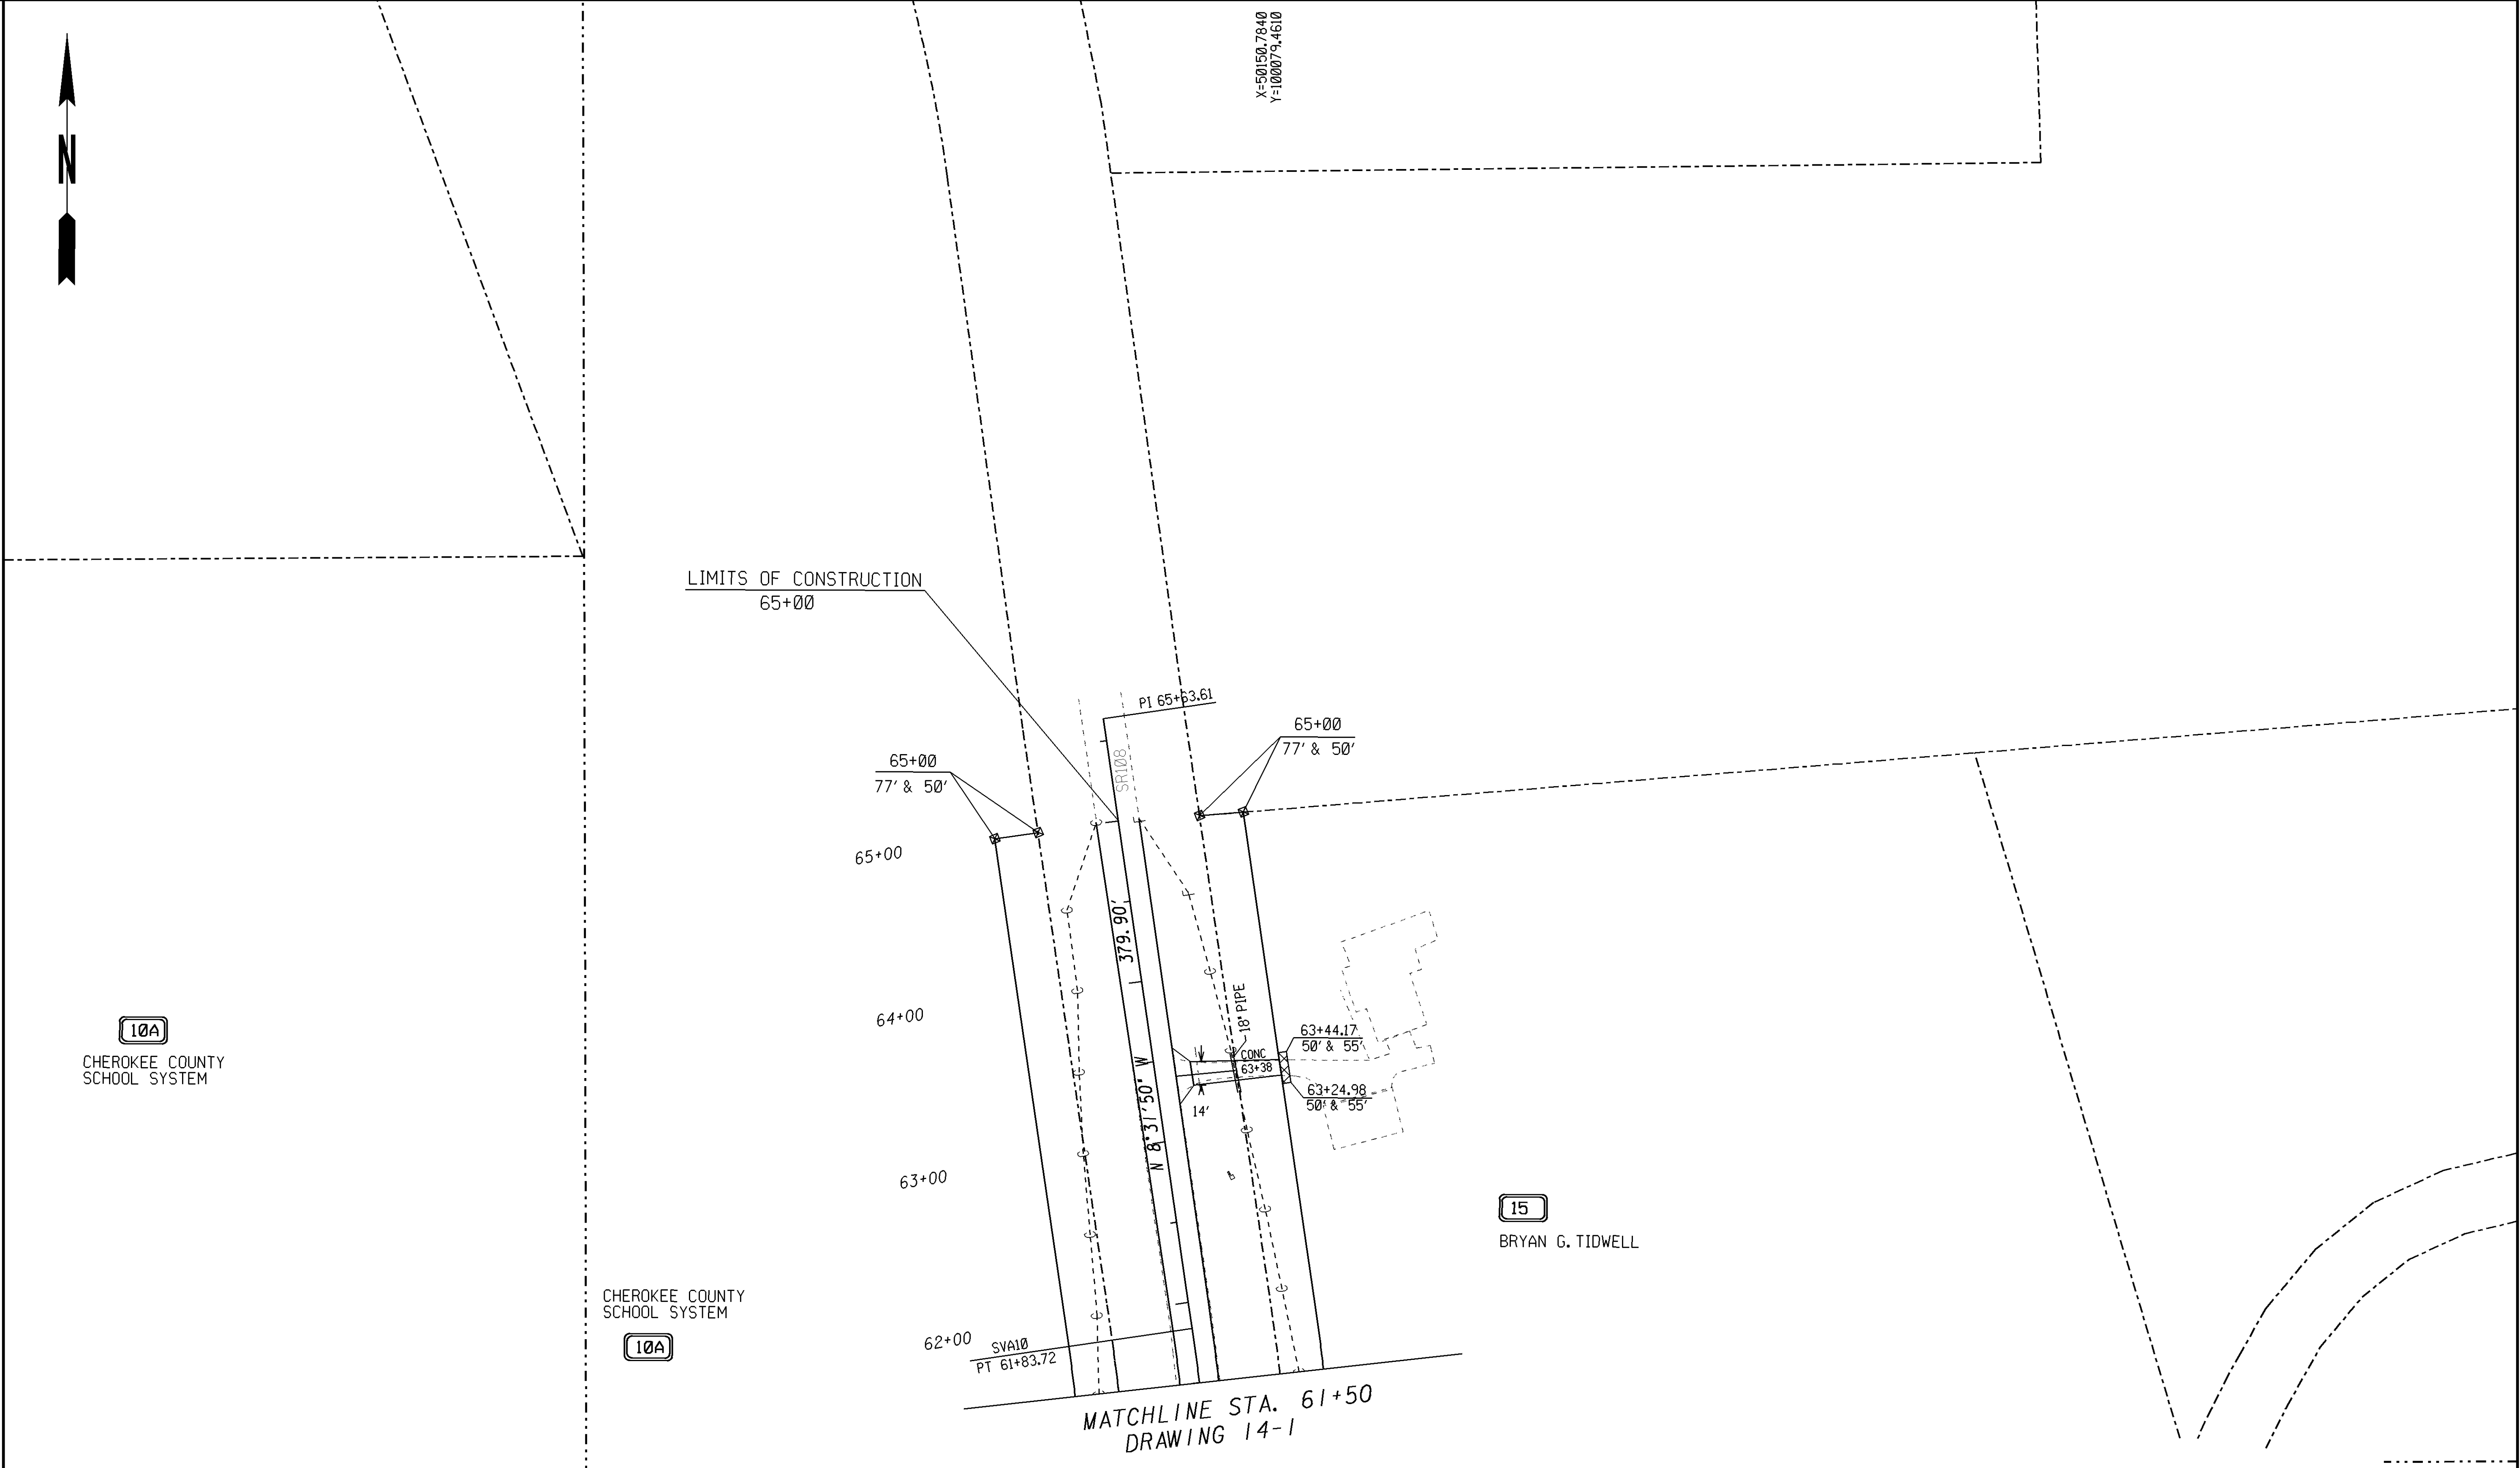 X=50150.7840
Y=1000079.4610
N
LIMITS OF CONSTRUCTION
65+00
PI 65+63.61
65+00
77' & 50'
65+00
77' & 50'
SR108
65+00
379.90'
18" PIPE
10A
CHEROKEE COUNTY
SCHOOL SYSTEM
64+00
63+44.17
50' & 55'
CONC
63+38
63+24.98
50' & 55'
14'
N 8°31'50" W
63+00
15
BRYAN G. TIDWELL
CHEROKEE COUNTY
SCHOOL SYSTEM
10A
62+00
SVA10
PT 61+83.72
MATCHLINE STA. 61+50
DRAWING 14-1